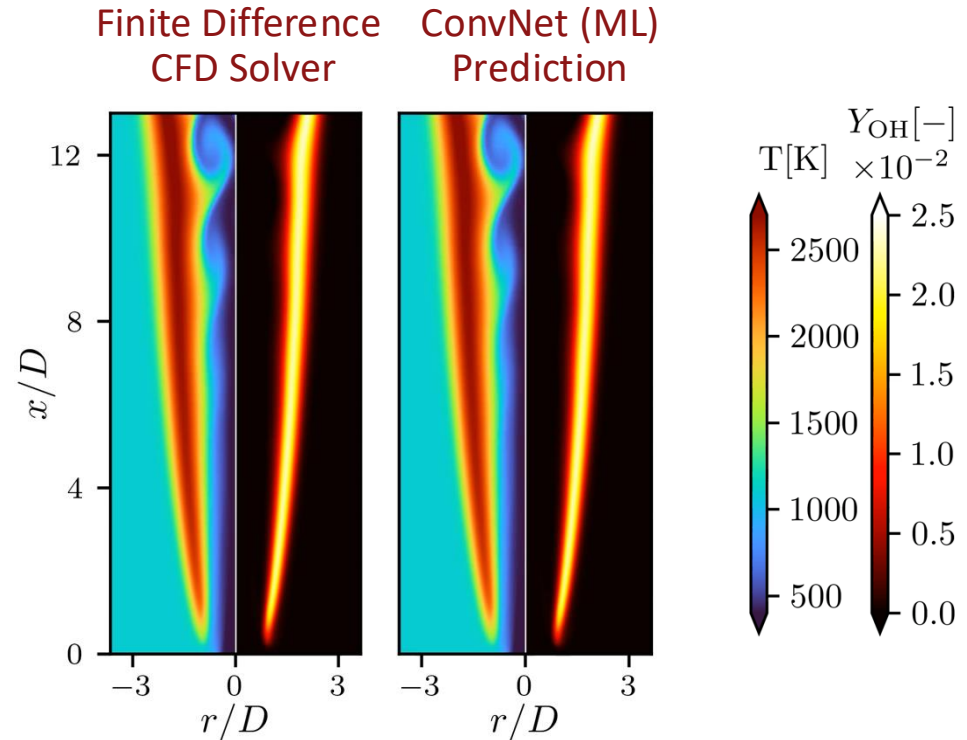 Finite Difference
CFD Solver
ConvNet (ML)
Prediction
x/D
12
8
4
0
−3 0 3
r/D
−3 0 3
r/D
T[K]
2500
2000
1500
1000
500
Y_OH[−]
×10⁻²
2.5
2.0
1.5
1.0
0.5
0.0